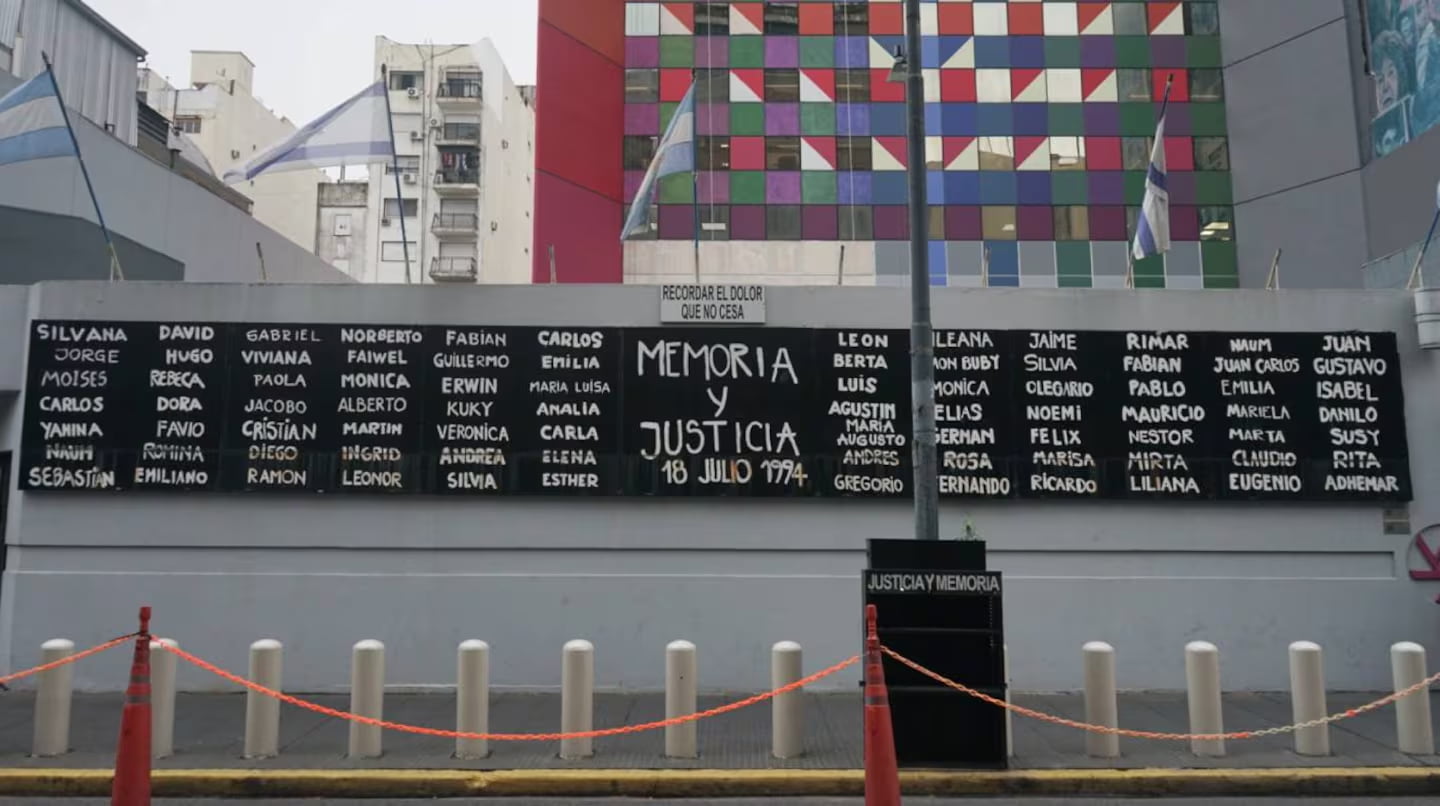 RECORDAR EL DOLOR
QUE NO CESA
SILVANA
JORGE
MOISES
CARLOS
YANINA
NAUM
SEBASTIAN
DAVID
HUGO
REBECA
DORA
FAVIO
ROMINA
EMILIANO
GABRIEL
VIVIANA
PAOLA
JACOBO
CRISTIAN
DIEGO
RAMON
NORBERTO
FAIWEL
MONICA
ALBERTO
MARTIN
INGRID
LEONOR
FABIAN
GUILLERMO
ERWIN
KUKY
VERONICA
ANDREA
SILVIA
CARLOS
EMILIA
MARIA LUISA
ANALIA
CARLA
ELENA
ESTHER
MEMORIA
Y
JUSTICIA
18 JULIO 1994
LEON
BERTA
LUIS
AGUSTIN
MARIA
AUGUSTO
ANDRES
GREGORIO
ILEANA
BUBY
MONICA
ELIAS
GERMAN
ROSA
FERNANDO
JAIME
SILVIA
OLEGARIO
NOEMI
FELIX
MARISA
RICARDO
RIMAR
FABIAN
PABLO
MAURICIO
NESTOR
MIRTA
LILIANA
NAUM
JUAN CARLOS
EMILIA
MARIELA
MARTA
CLAUDIO
EUGENIO
JUAN
GUSTAVO
ISABEL
DANILO
SUSY
RITA
ADHEMAR
JUSTICIA Y MEMORIA